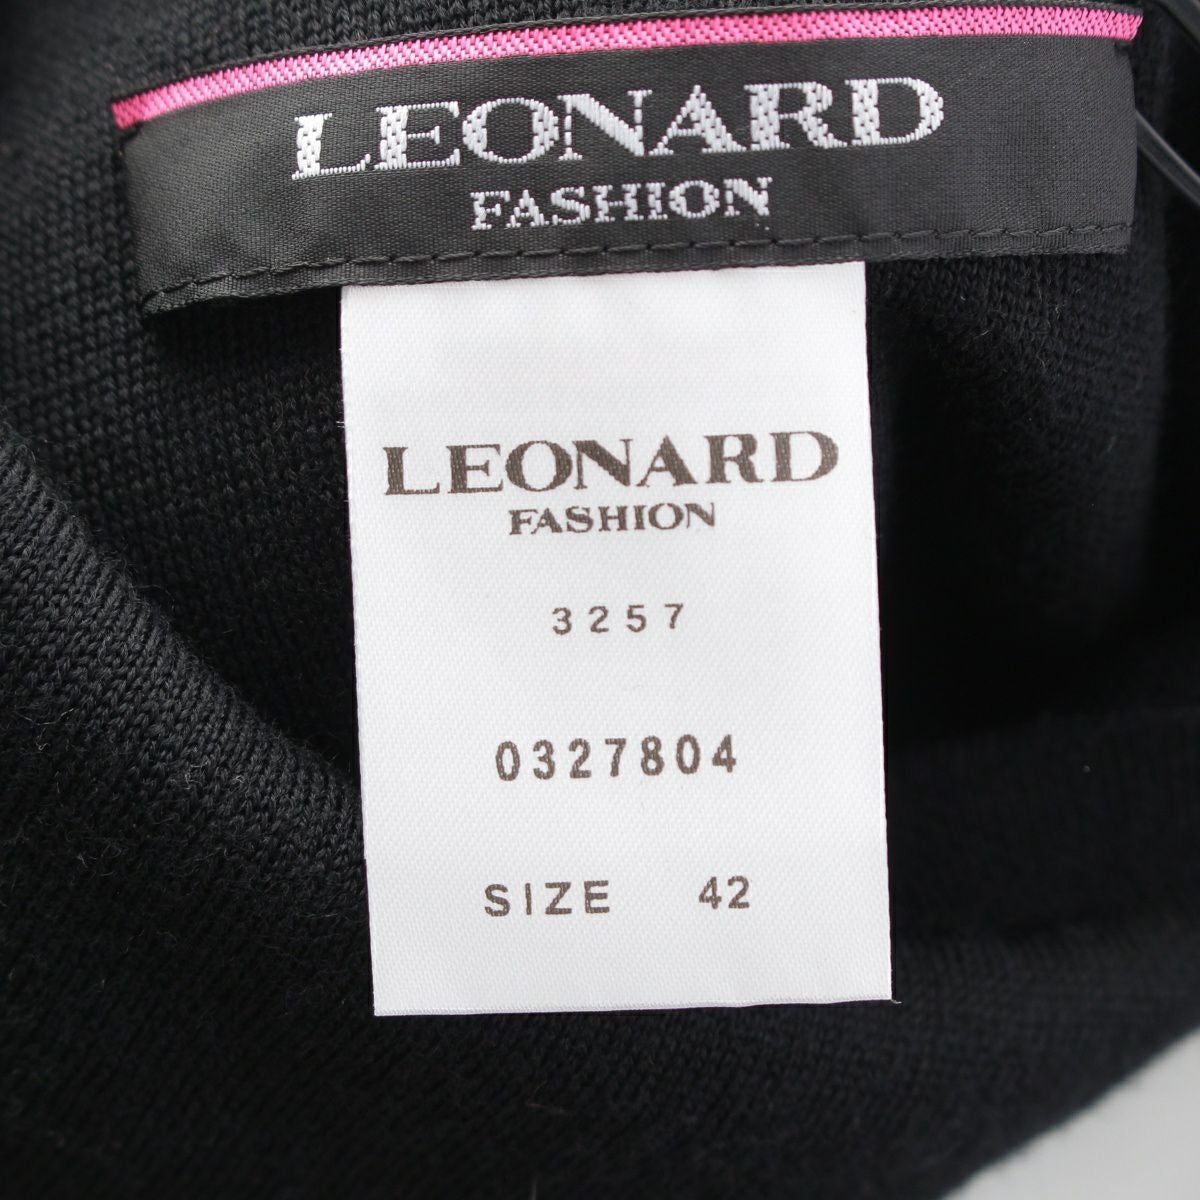 LEONARD
FASHION
LEONARD
FASHION
3257
0327804
SIZE 42